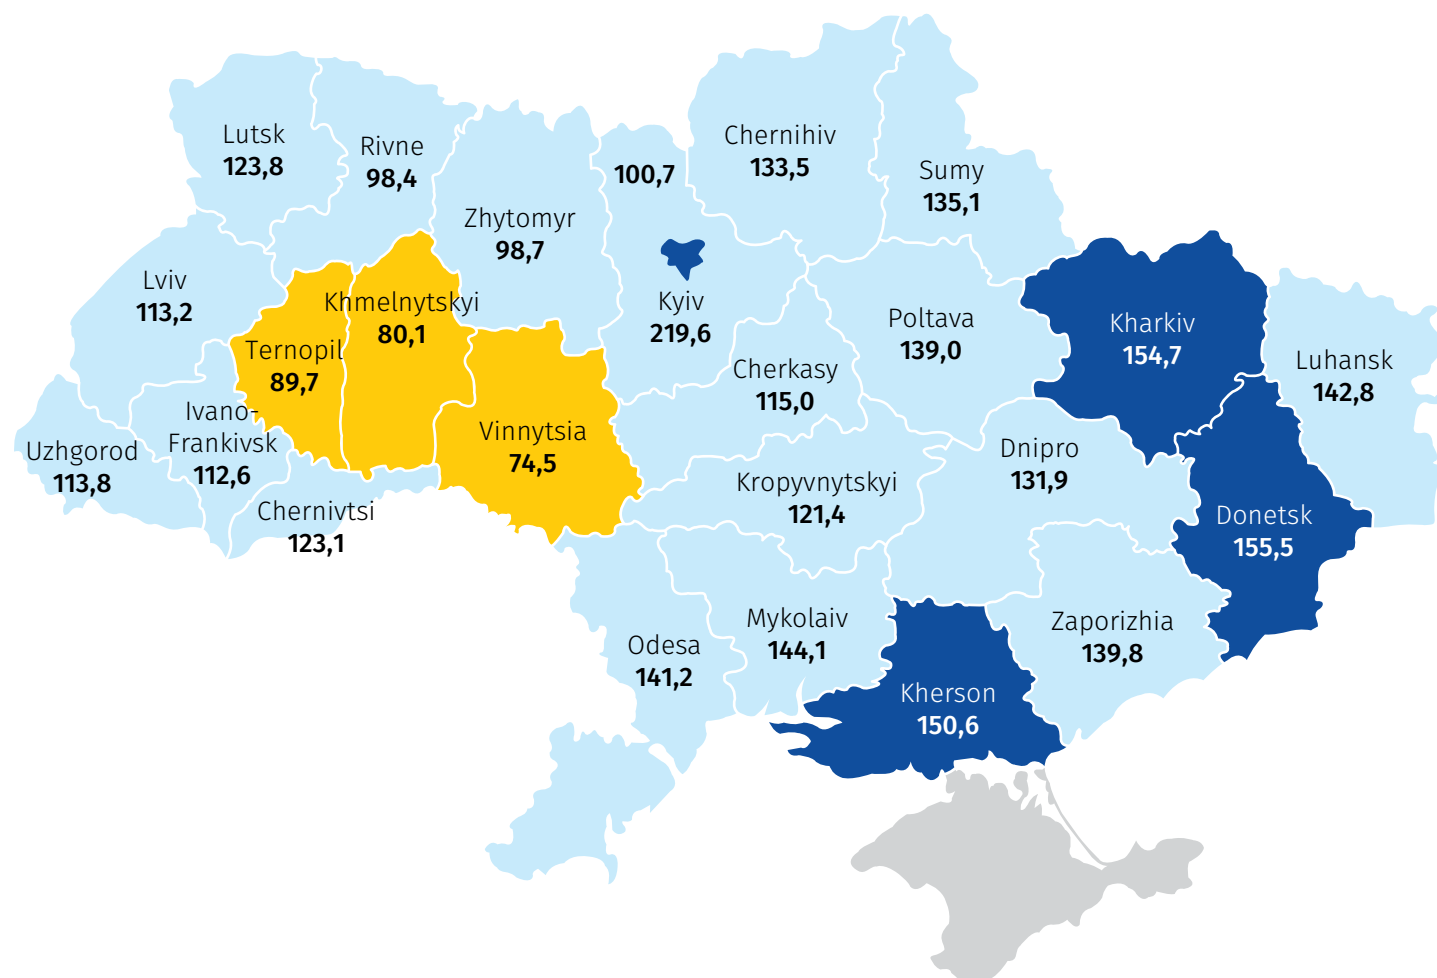 Lutsk
123,8
Rivne
98,4
Zhytomyr
98,7
100,7
Chernihiv
133,5
Sumy
135,1
Lviv
113,2
Khmelnytskyi
80,1
Ternopil
89,7
Kyiv
219,6
Poltava
139,0
Kharkiv
154,7
Luhansk
142,8
Cherkasy
115,0
Ivano-
Frankivsk
112,6
Uzhgorod
113,8
Vinnytsia
74,5
Chernivtsi
123,1
Kropyvnytskyi
121,4
Dnipro
131,9
Donetsk
155,5
Odesa
141,2
Mykolaiv
144,1
Zaporizhia
139,8
Kherson
150,6